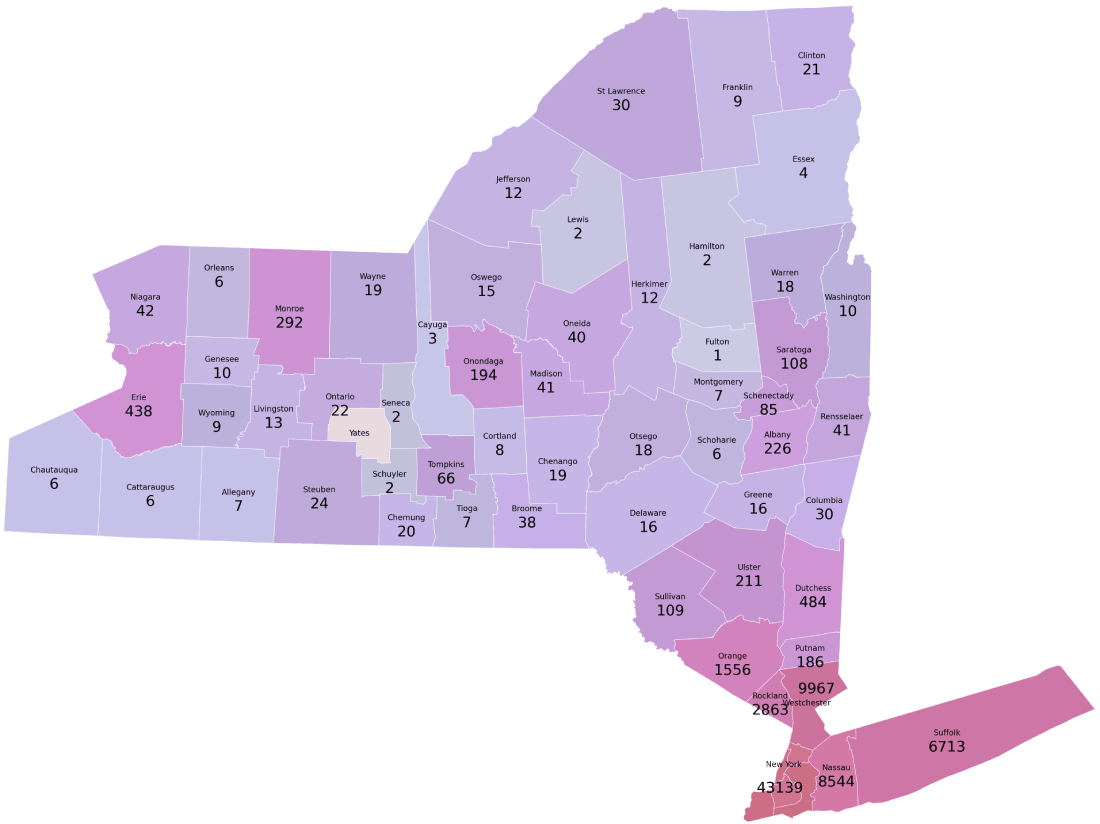 Clinton
21
St Lawrence
30
Franklin
9
Essex
4
Jefferson
12
Lewis
2
Hamilton
2
Herkimer
12
Oswego
15
Warren
18
Washington
10
Orleans
6
Niagara
42
Monroe
292
Wayne
19
Cayuga
3
Oneida
40
Fulton
1
Saratoga
108
Onondaga
194
Madison
41
Montgomery
7
Schenectady
85
Genesee
10
Erie
438
Wyoming
9
Livingston
13
Ontario
22
Seneca
2
Yates
Rensselaer
41
Albany
226
Schoharie
6
Otsego
18
Cortland
8
Chenango
19
Tompkins
66
Schuyler
2
Chautauqua
6
Cattaraugus
6
Allegany
7
Steuben
24
Chemung
20
Tioga
7
Broome
38
Delaware
16
Greene
16
Columbia
30
Ulster
211
Dutchess
484
Sullivan
109
Orange
1556
Putnam
186
9967
Westchester
Rockland
2863
New York
43139
Nassau
8544
Suffolk
6713